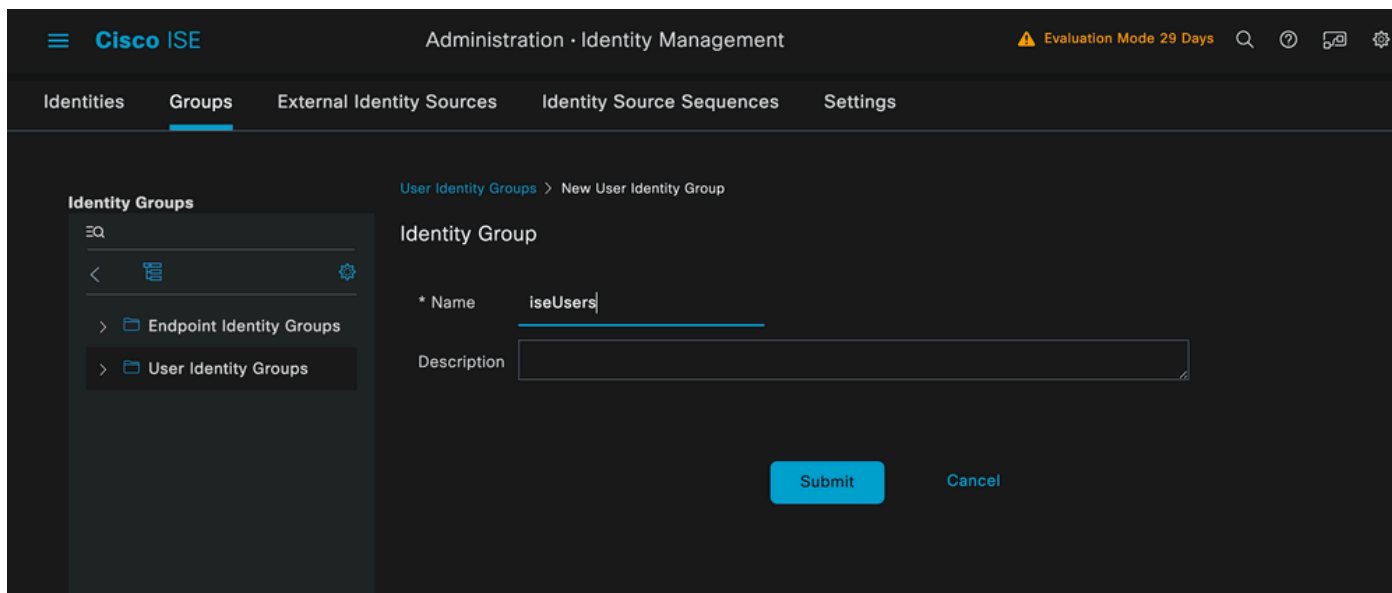 Cisco ISE
Administration · Identity Management
Evaluation Mode 29 Days
Identities
Groups
External Identity Sources
Identity Source Sequences
Settings
Identity Groups
Endpoint Identity Groups
User Identity Groups
User Identity Groups > New User Identity Group
Identity Group
* Name
iseUsers
Description
Submit
Cancel